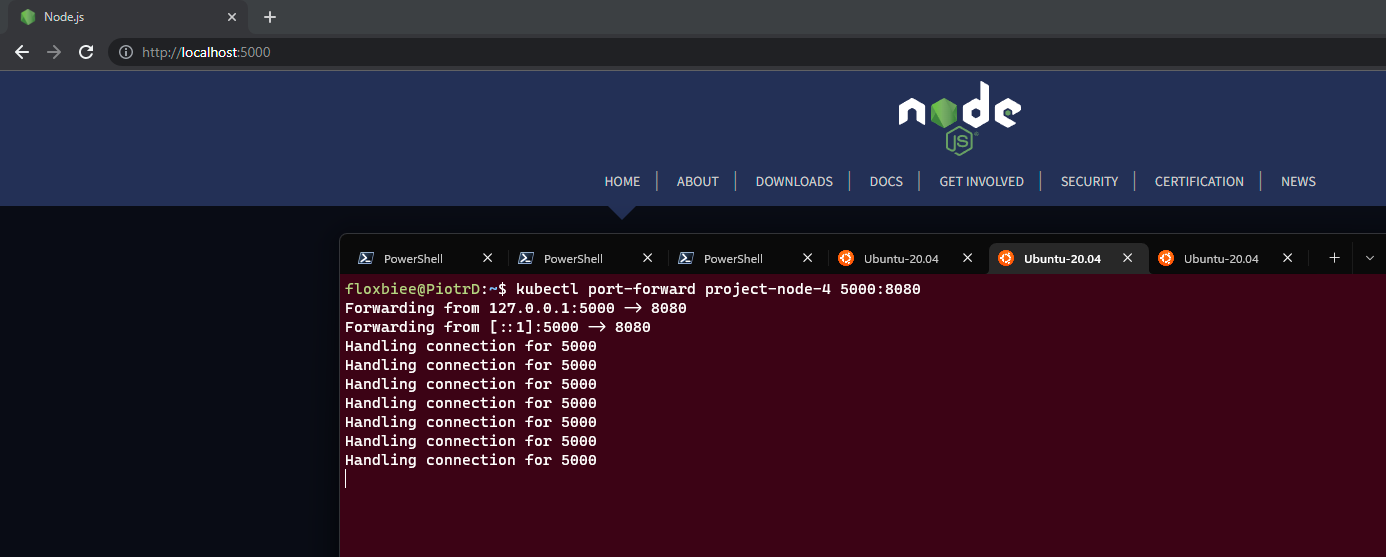 Node.js
http://localhost:5000
node
JS
HOME ABOUT DOWNLOADS DOCS GET INVOLVED SECURITY CERTIFICATION NEWS
PowerShell PowerShell PowerShell Ubuntu-20.04 Ubuntu-20.04 Ubuntu-20.04
floxbiee@PiotrD:~$ kubectl port-forward project-node-4 5000:8080
Forwarding from 127.0.0.1:5000 -> 8080
Forwarding from [::1]:5000 -> 8080
Handling connection for 5000
Handling connection for 5000
Handling connection for 5000
Handling connection for 5000
Handling connection for 5000
Handling connection for 5000
Handling connection for 5000